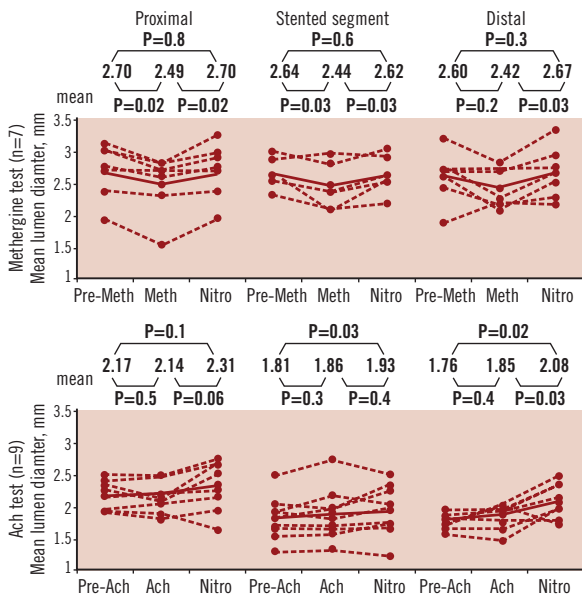 Proximal Stented segment Distal
P=0.8 P=0.6 P=0.3
2.70 2.49 2.70 2.64 2.44 2.62 2.60 2.42 2.67
mean P=0.02 P=0.02 P=0.03 P=0.03 P=0.2 P=0.03
Methergine test (n=7)
Mean lumen diamter, mm
3.5
3
2.5
2
1.5
1
Pre-Meth Meth Nitro Pre-Meth Meth Nitro Pre-Meth Meth Nitro
P=0.1 P=0.03 P=0.02
2.17 2.14 2.31 1.81 1.86 1.93 1.76 1.85 2.08
mean P=0.5 P=0.06 P=0.3 P=0.4 P=0.4 P=0.03
Ach test (n=9)
Mean lumen diamter, mm
3.5
3
2.5
2
1.5
1
Pre-Ach Ach Nitro Pre-Ach Ach Nitro Pre-Ach Ach Nitro